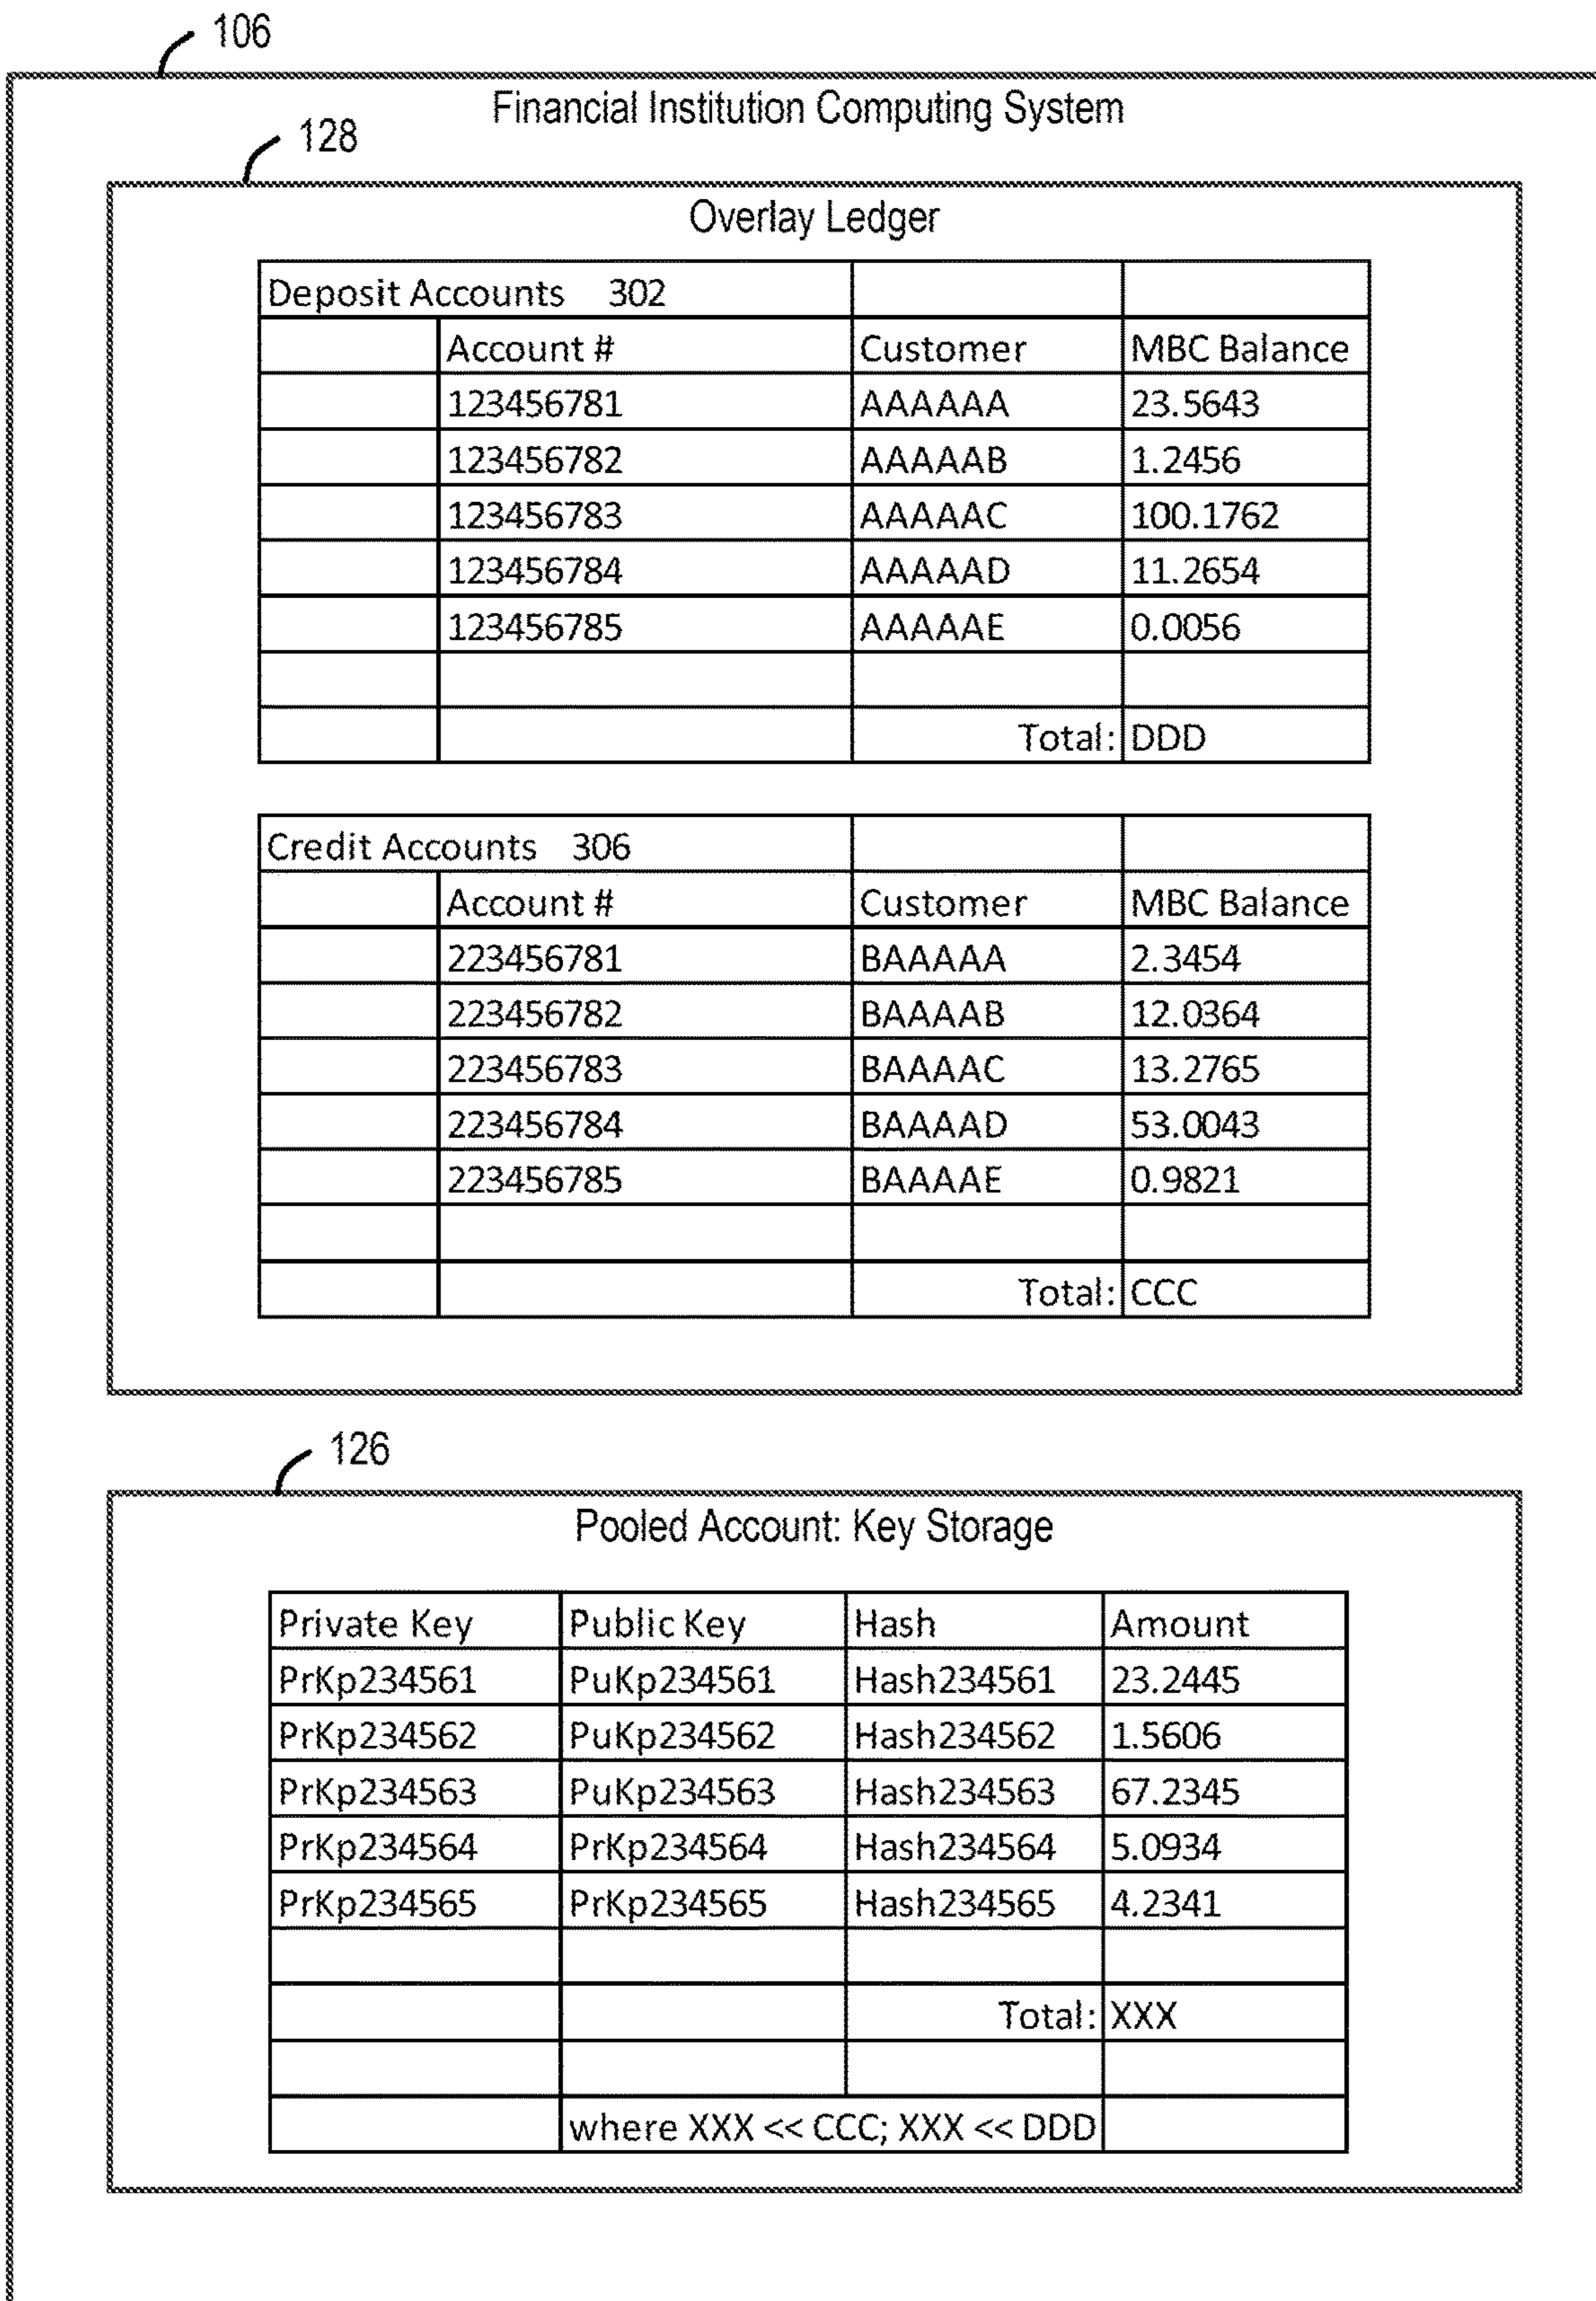 106
Financial Institution Computing System
128
Overlay Ledger
Deposit Accounts 302
Account # Customer MBC Balance
123456781 AAAAAA 23.5643
123456782 AAAAAB 1.2456
123456783 AAAAAC 100.1762
123456784 AAAAAD 11.2654
123456785 AAAAAE 0.0056
Total: DDD
Credit Accounts 306
Account # Customer MBC Balance
223456781 BAAAAA 2.3454
223456782 BAAAAB 12.0364
223456783 BAAAAC 13.2765
223456784 BAAAAD 53.0043
223456785 BAAAAE 0.9821
Total: CCC
126
Pooled Account: Key Storage
Private Key Public Key Hash Amount
PrKp234561 PuKp234561 Hash234561 23.2445
PrKp234562 PuKp234562 Hash234562 1.5606
PrKp234563 PuKp234563 Hash234563 67.2345
PrKp234564 PrKp234564 Hash234564 5.0934
PrKp234565 PrKp234565 Hash234565 4.2341
Total: XXX
where XXX << CCC; XXX << DDD